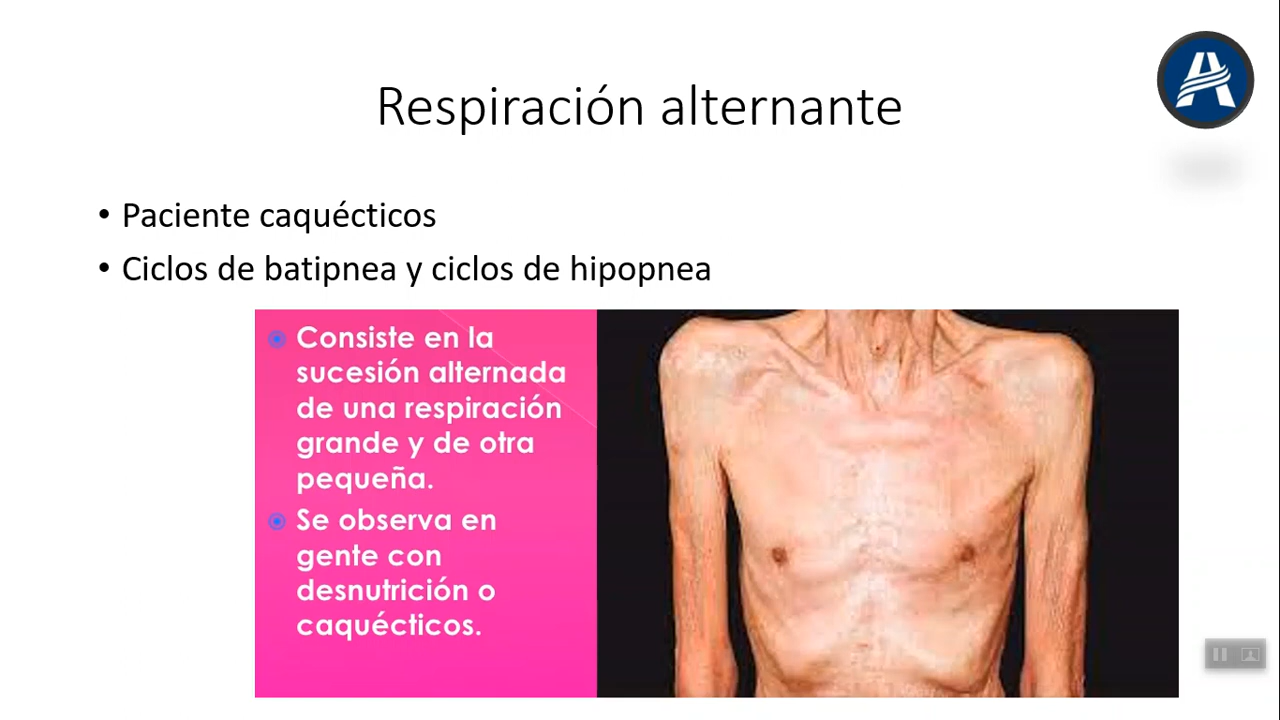 Respiración alternante
• Paciente caquécticos
• Ciclos de batipnea y ciclos de hipopnea
Consiste en la
sucesión alternada
de una respiración
grande y de otra
pequeña.
Se observa en
gente con
desnutrición o
caquécticos.